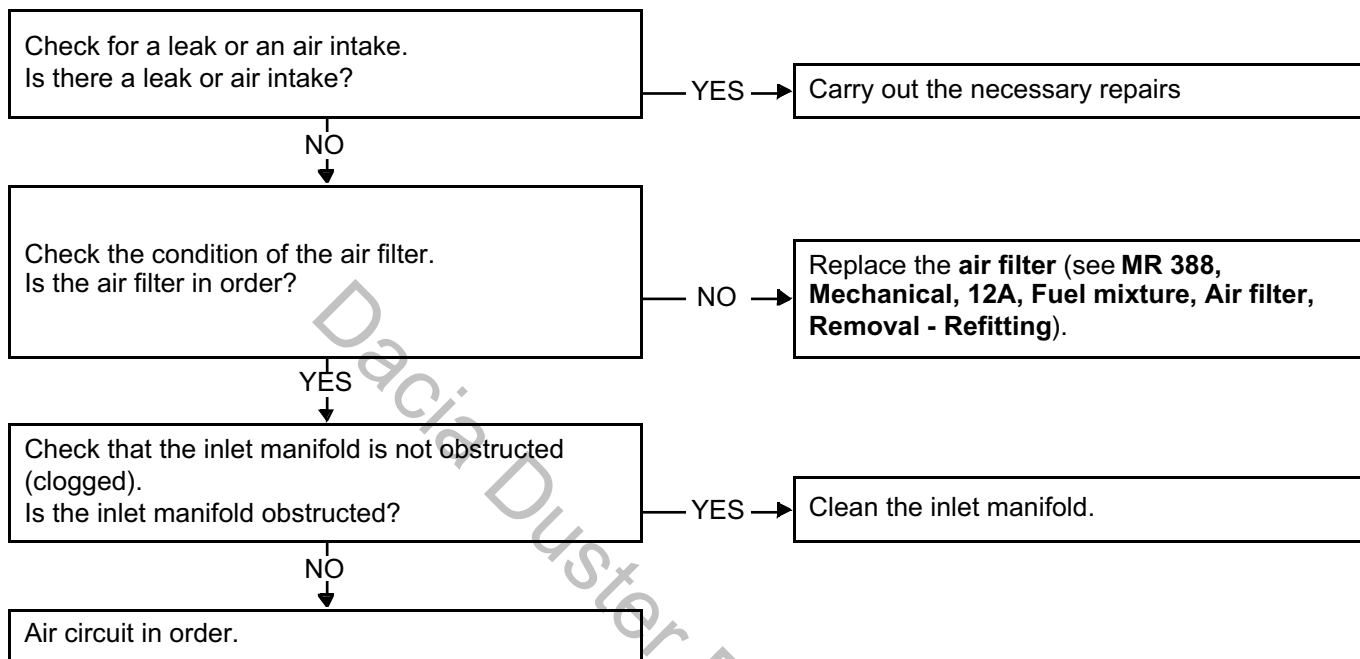 Check for a leak or an air intake.
Is there a leak or air intake?
YES
Carry out the necessary repairs
NO
Check the condition of the air filter.
Is the air filter in order?
NO
Replace the air filter (see MR 388,
Mechanical, 12A, Fuel mixture, Air filter,
Removal - Refitting).
YES
Check that the inlet manifold is not obstructed
(clogged).
Is the inlet manifold obstructed?
YES
Clean the inlet manifold.
NO
Air circuit in order.
Dacia Duster